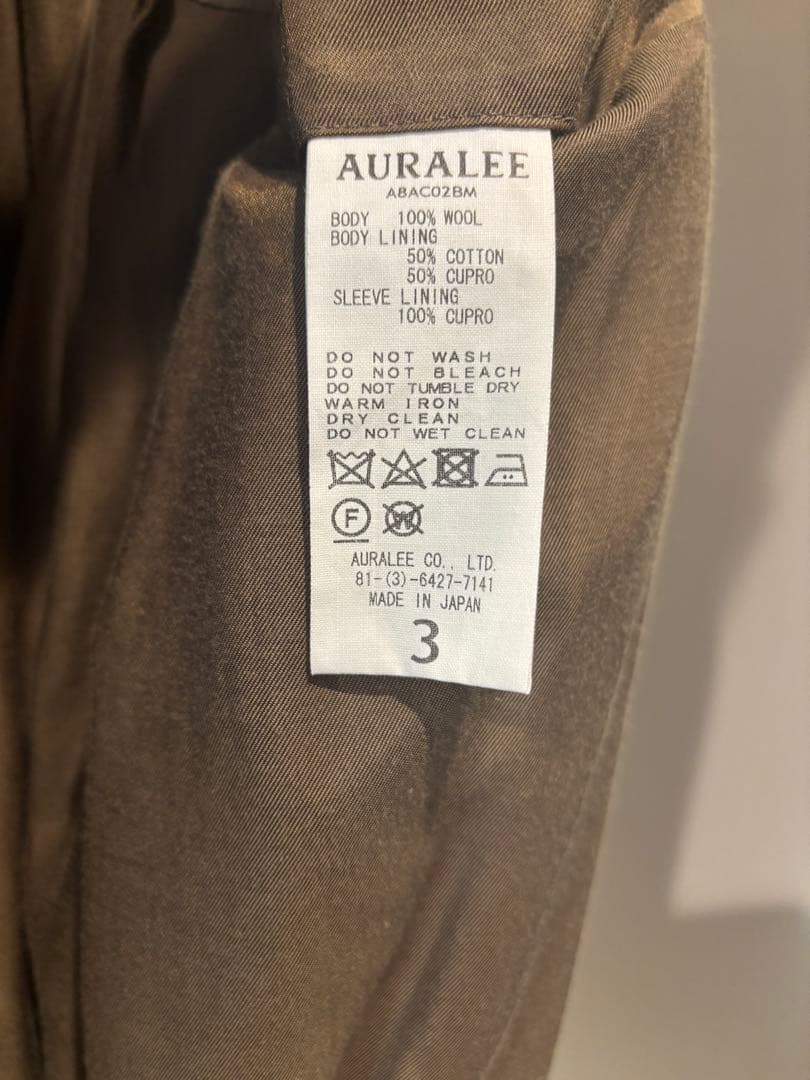 AURALEE
A8AC02BM
BODY 100% WOOL
BODY LINING
50% COTTON
50% CUPRO
SLEEVE LINING
100% CUPRO
DO NOT WASH
DO NOT BLEACH
DO NOT TUMBLE DRY
WARM IRON
DRY CLEAN
DO NOT WET CLEAN
F W
AURALEE CO., LTD.
81-(3)-6427-7141
MADE IN JAPAN
3